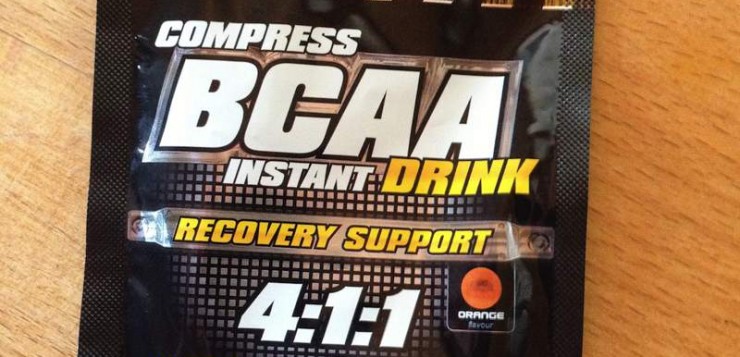 COMPRESS
BCAA
INSTANT DRINK
RECOVERY SUPPORT
4:1:1
ORANGE
flavour